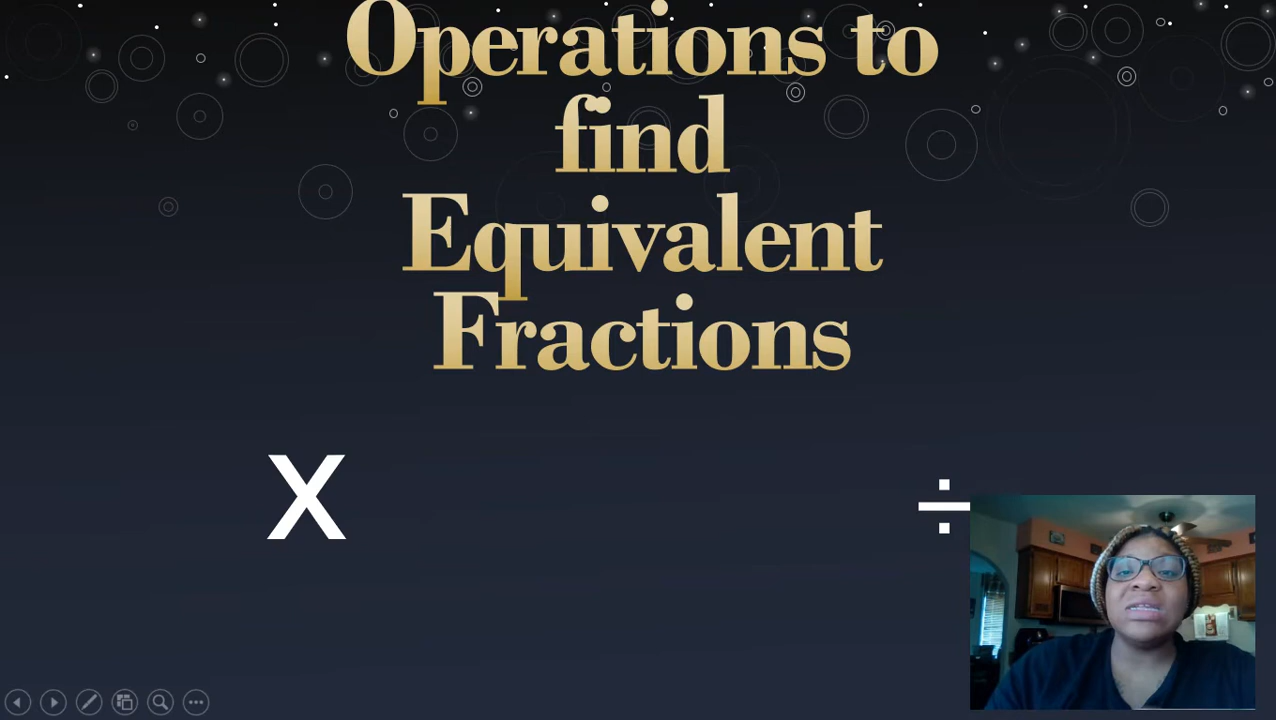 Operations to
find
Equivalent
Fractions
X
÷